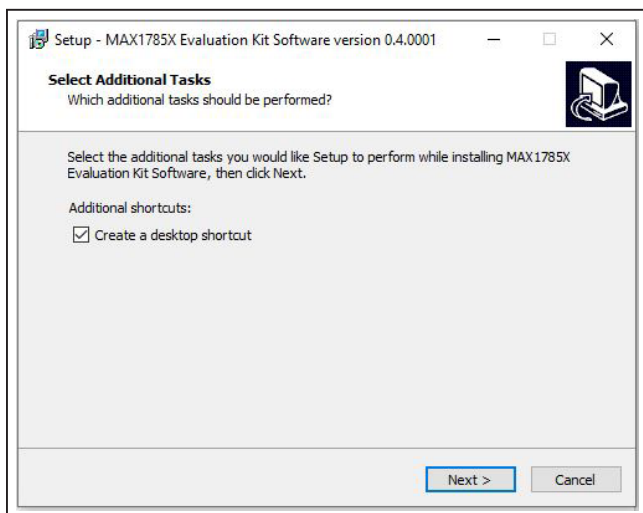 Setup - MAX1785X Evaluation Kit Software version 0.4.0001
Select Additional Tasks
Which additional tasks should be performed?
Select the additional tasks you would like Setup to perform while installing MAX1785X
Evaluation Kit Software, then click Next.
Additional shortcuts:
Create a desktop shortcut
Next >
Cancel